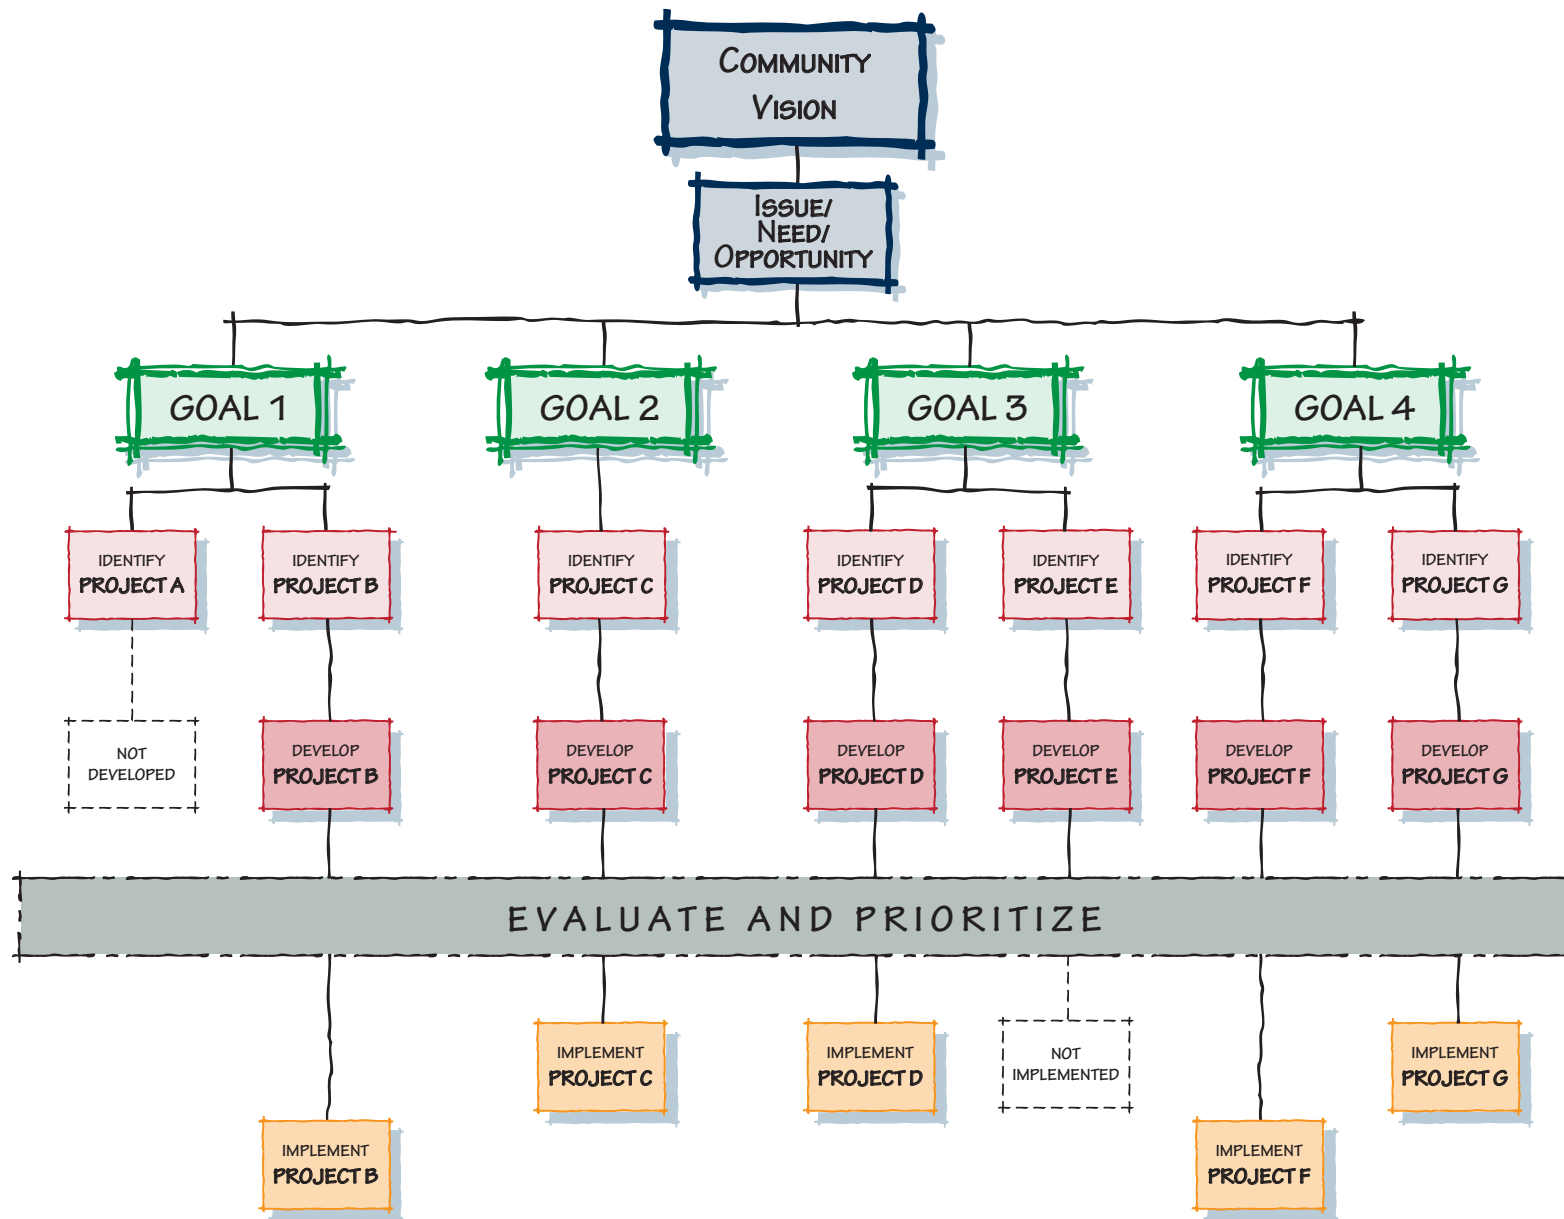 Community
Vision
Issue/
Need/
Opportunity
GOAL 1
GOAL 2
GOAL 3
GOAL 4
IDENTIFY
PROJECT A
IDENTIFY
PROJECT B
IDENTIFY
PROJECT C
IDENTIFY
PROJECT D
IDENTIFY
PROJECT E
IDENTIFY
PROJECT F
IDENTIFY
PROJECT G
NOT
DEVELOPED
DEVELOP
PROJECT B
DEVELOP
PROJECT C
DEVELOP
PROJECT D
DEVELOP
PROJECT E
DEVELOP
PROJECT F
DEVELOP
PROJECT G
EVALUATE AND PRIORITIZE
IMPLEMENT
PROJECT C
IMPLEMENT
PROJECT D
NOT
IMPLEMENTED
IMPLEMENT
PROJECT G
IMPLEMENT
PROJECT B
IMPLEMENT
PROJECT F